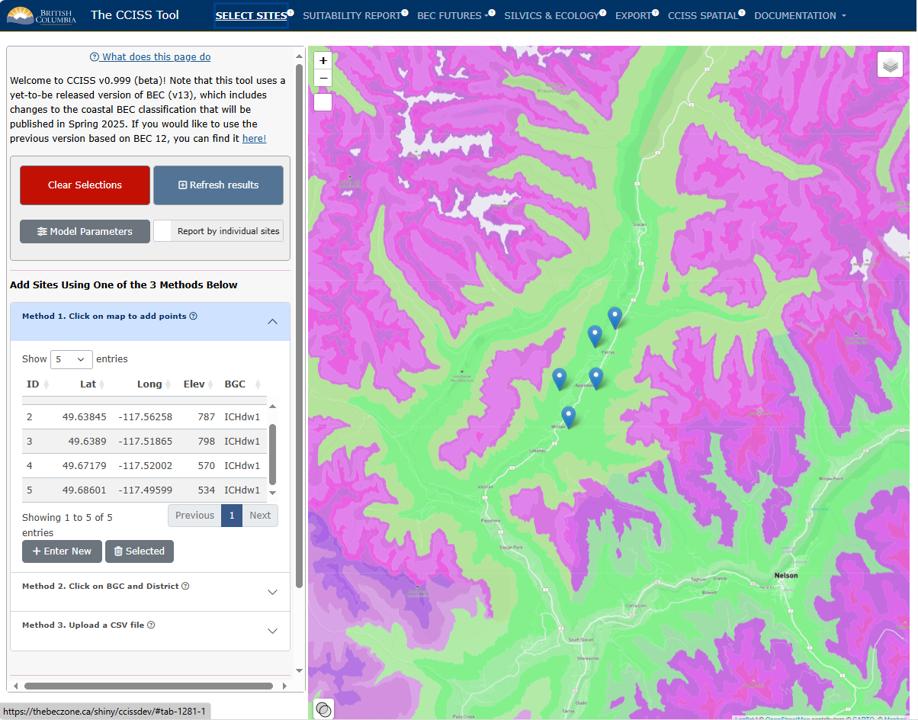 BRITISH
COLUMBIA
The CCISS Tool
SELECT SITES
SUITABILITY REPORT
BEC FUTURES
SILVICS & ECOLOGY
EXPORT
CCISS SPATIAL
DOCUMENTATION
What does this page do
Welcome to CCISS v0.999 (beta)! Note that this tool uses a
yet-to-be released version of BEC (v13), which includes
changes to the coastal BEC classification that will be
published in Spring 2025. If you would like to use the
previous version based on BEC 12, you can find it here!
Clear Selections
Refresh results
Model Parameters
Report by individual sites
Add Sites Using One of the 3 Methods Below
Method 1. Click on map to add points
Show 5 entries
ID Lat Long Elev BGC
2 49.63845 -117.56258 787 ICHdw1
3 49.6389 -117.51865 798 ICHdw1
4 49.67179 -117.52002 570 ICHdw1
5 49.68601 -117.49599 534 ICHdw1
Showing 1 to 5 of 5
entries
Previous 1 Next
+ Enter New
Selected
Method 2. Click on BGC and District
Method 3. Upload a CSV file
https://thebeczone.ca/shiny/ccissdev/#tab-1281-1
+
−
Nelson